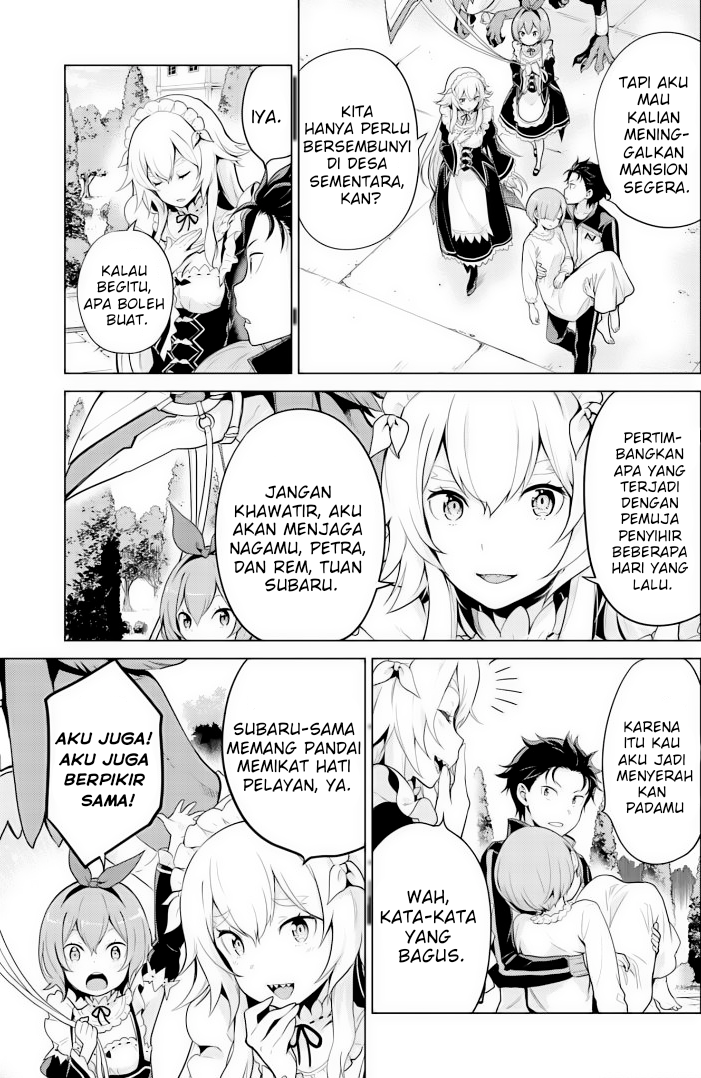 TAPI AKU
MAU
KALIAN
MENING-
GALKAN
MANSION
SEGERA.
KITA
HANYA PERLU
BERSEMBUNYI
DI DESA
SEMENTARA,
KAN?
IYA.
KALAU
BEGITU,
APA BOLEH
BUAT.
PERTIM-
BANGKAN
APA YANG
TERJADI
DENGAN
PEMUJA
PENYIHIR
BEBERAPA
HARI YANG
LALU.
JANGAN
KHAWATIR, AKU
AKAN MENJAGA
NAGAMU, PETRA,
DAN REM, TUAN
SUBARU.
KARENA
ITU KAU
AKU JADI
MENYERAH
KAN
PADAMU
WAH,
KATA-KATA
YANG
BAGUS.
SUBARU-SAMA
MEMANG PANDAI
MEMIKAT HATI
PELAYAN, YA.
AKU JUGA!
AKU JUGA
BERPIKIR
SAMA!